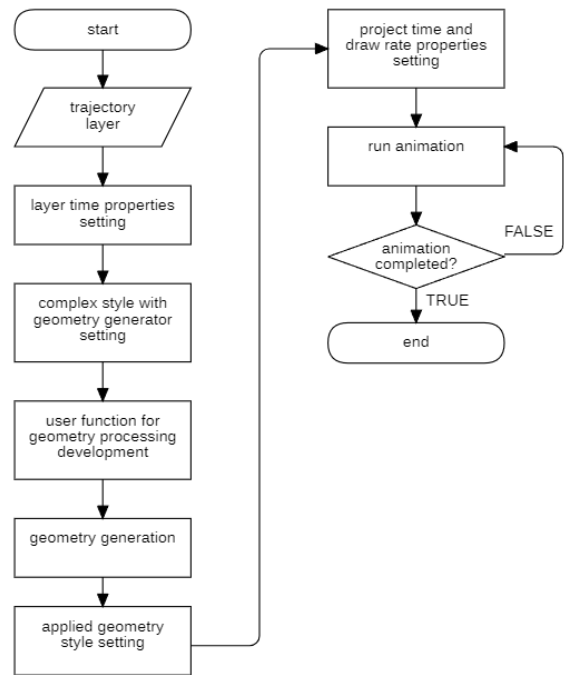 start
trajectory
layer
layer time properties
setting
complex style with
geometry generator
setting
user function for
geometry processing
development
geometry generation
applied geometry
style setting
project time and
draw rate properties
setting
run animation
FALSE
animation
completed?
TRUE
end